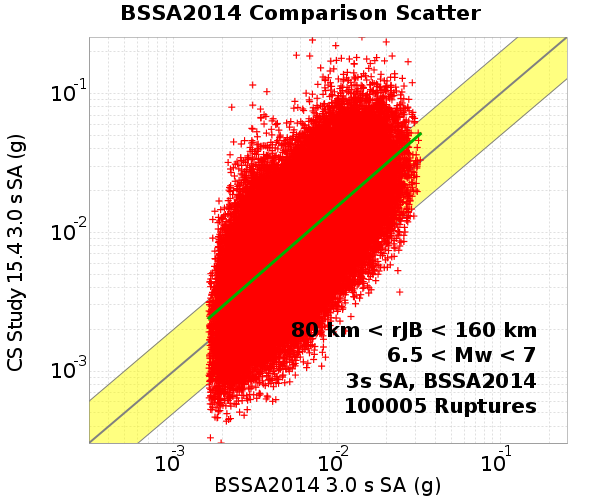 BSSA2014 Comparison Scatter
CS Study 15.4 3.0 s SA (g)
10-1
10-2
10-3
80 km < rJB < 160 km
6.5 < Mw < 7
3s SA, BSSA2014
100005 Ruptures
10-3 10-2 10-1
BSSA2014 3.0 s SA (g)